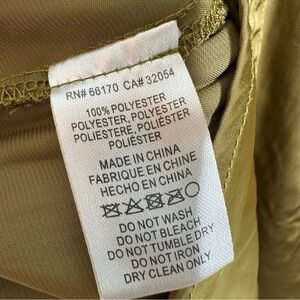 RN# 66170 CA# 32054
100% POLYESTER
POLYESTER, POLYESTER
POLIESTERE, POLIÉSTER
POLIÉSTER
MADE IN CHINA
FABRIQUE EN CHINE
HECHO EN CHINA
DO NOT WASH
DO NOT BLEACH
DO NOT TUMBLE DRY
DO NOT IRON
DRY CLEAN ONLY